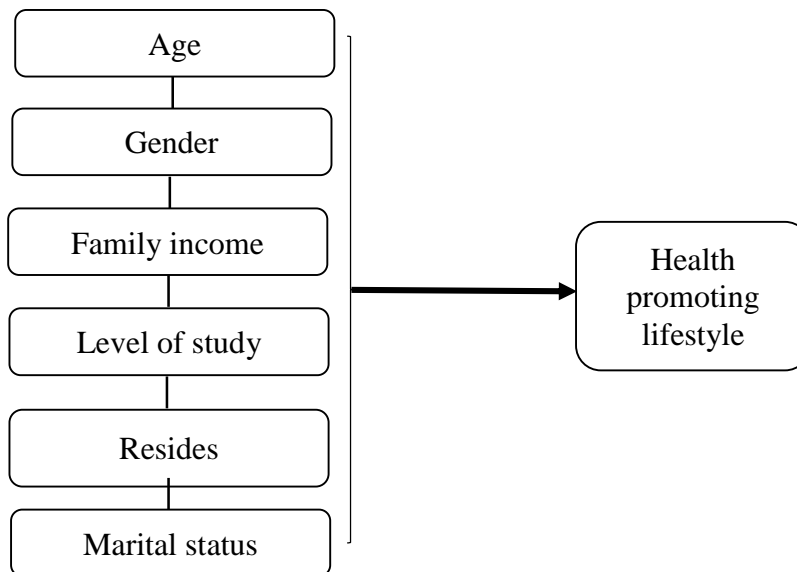 Age
Gender
Family income
Level of study
Resides
Marital status
Health
promoting
lifestyle